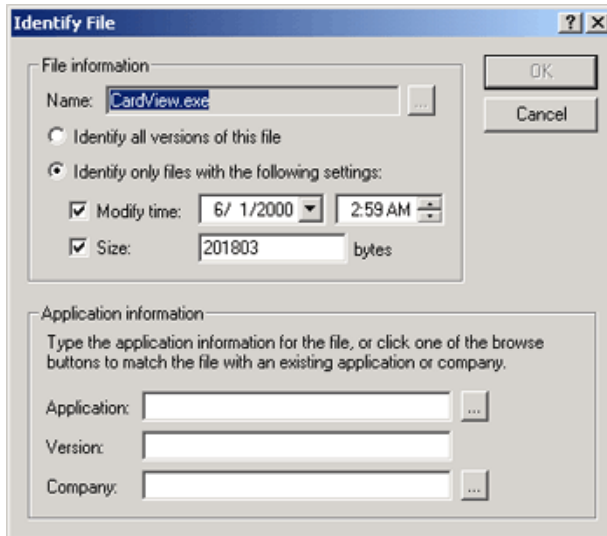 Identify File
File information
OK
Name: CardView.exe ...
Cancel
Identify all versions of this file
Identify only files with the following settings:
Modify time: 6/ 1/2000 2:59 AM
Size: 201803 bytes
Application information
Type the application information for the file, or click one of the browse
buttons to match the file with an existing application or company.
Application: ...
Version:
Company: ...